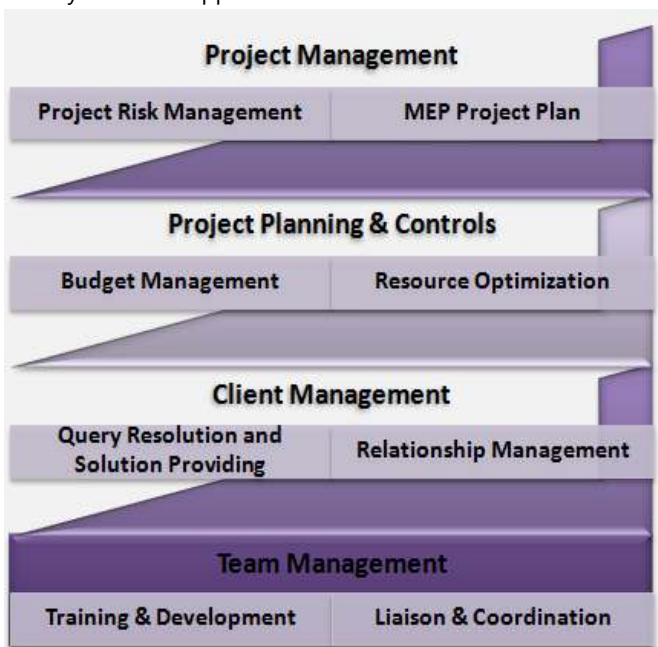 Project Management
Project Risk Management MEP Project Plan
Project Planning & Controls
Budget Management Resource Optimization
Client Management
Query Resolution and
Solution Providing Relationship Management
Team Management
Training & Development Liaison & Coordination